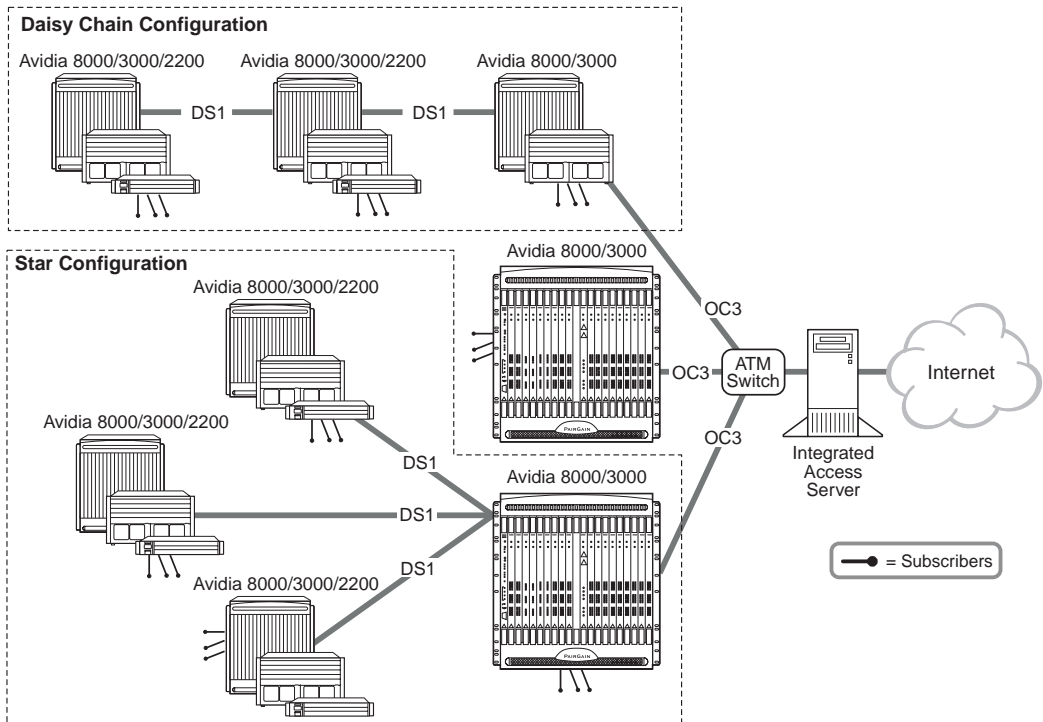 Daisy Chain Configuration
Avidia 8000/3000/2200
Avidia 8000/3000/2200
Avidia 8000/3000
DS1
DS1
Star Configuration
Avidia 8000/3000
Avidia 8000/3000/2200
OC3
OC3
ATM
Switch
Internet
Avidia 8000/3000/2200
PAIRGAIN
OC3
Integrated
Access
Server
DS1
Avidia 8000/3000
DS1
DS1
= Subscribers
Avidia 8000/3000/2200
PAIRGAIN